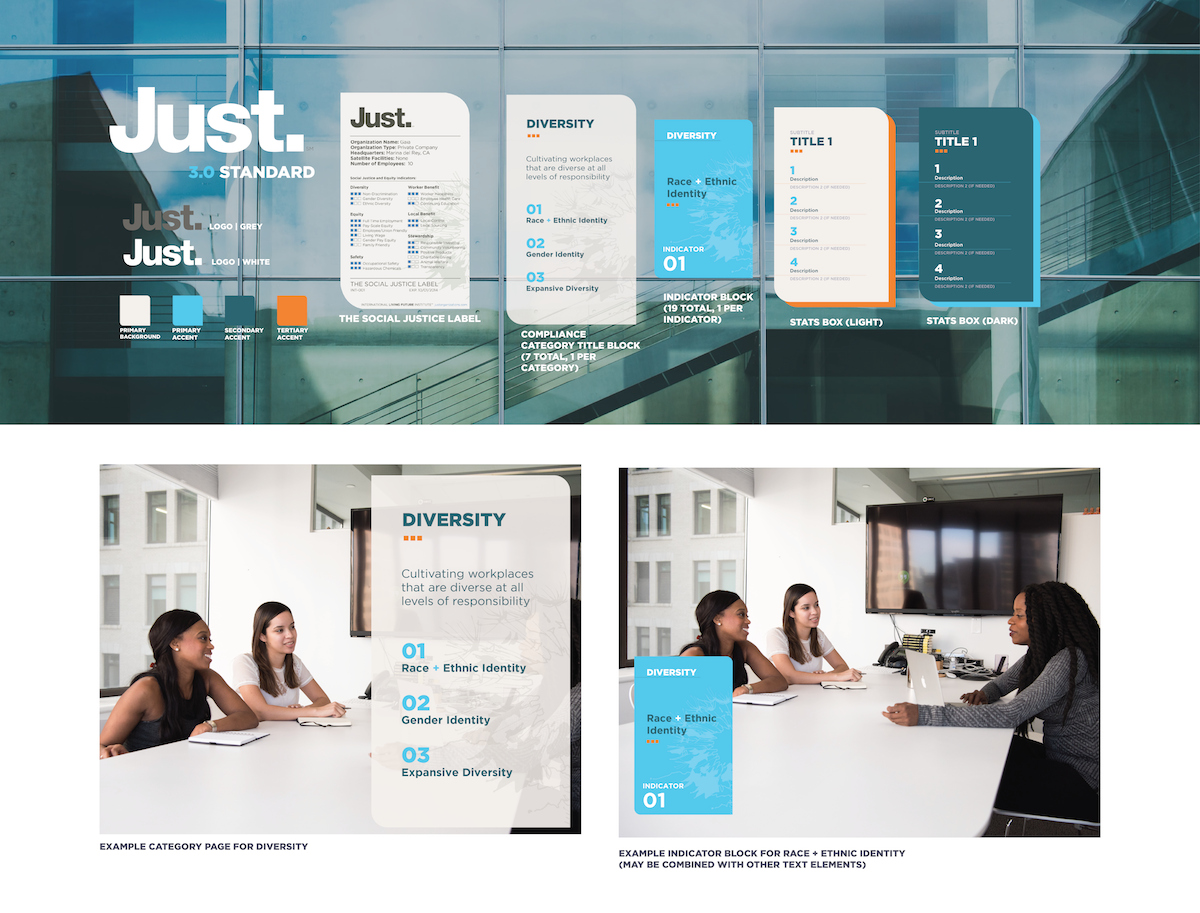 Just.
3.0 STANDARD
Just. LOGO | GREY
Just. LOGO | WHITE
PRIMARY
BACKGROUND
PRIMARY
ACCENT
SECONDARY
ACCENT
TERTIARY
ACCENT
Just.
Organization Name: Gaia
Organization Type: Private Company
Headquarters: Marina del Rey, CA
Satellite Facilities: None
Number of Employees: 10
Social Justice and Equity Indicators
Diversity
Non-Discrimination
Gender Diversity
Ethnic Diversity
Equity
Full Time Employment
Pay Scale Equity
Employee/Union Friendly
Living Wage
Gender Pay Equity
Family Friendly
Safety
Occupational Safety
Hazardous Chemicals
Worker Benefit
Worker Happiness
Employee Health Care
Continuing Education
Local Benefit
Local Control
Local Sourcing
Stewardship
Responsible Investing
Community Volunteering
Positive Products
Charitable Giving
Animal Welfare
Transparency
THE SOCIAL JUSTICE LABEL
INTERNATIONAL LIVING FUTURE INSTITUTE
THE SOCIAL JUSTICE LABEL
DIVERSITY
Cultivating workplaces
that are diverse at all
levels of responsibility
01
Race + Ethnic Identity
02
Gender Identity
03
Expansive Diversity
COMPLIANCE
CATEGORY TITLE BLOCK
(7 TOTAL, 1 PER
CATEGORY)
DIVERSITY
Race + Ethnic
Identity
INDICATOR
01
INDICATOR BLOCK
(19 TOTAL, 1 PER
INDICATOR)
SUBTITLE
TITLE 1
1
Description
DESCRIPTION 2 (IF NEEDED)
2
Description
DESCRIPTION 2 (IF NEEDED)
3
Description
DESCRIPTION 2 (IF NEEDED)
4
Description
DESCRIPTION 2 (IF NEEDED)
STATS BOX (LIGHT)
SUBTITLE
TITLE 1
1
Description
DESCRIPTION 2 (IF NEEDED)
2
Description
DESCRIPTION 2 (IF NEEDED)
3
Description
DESCRIPTION 2 (IF NEEDED)
4
Description
DESCRIPTION 2 (IF NEEDED)
STATS BOX (DARK)
DIVERSITY
Cultivating workplaces
that are diverse at all
levels of responsibility
01
Race + Ethnic Identity
02
Gender Identity
03
Expansive Diversity
EXAMPLE CATEGORY PAGE FOR DIVERSITY
DIVERSITY
Race + Ethnic
Identity
INDICATOR
01
EXAMPLE INDICATOR BLOCK FOR RACE + ETHNIC IDENTITY
(MAY BE COMBINED WITH OTHER TEXT ELEMENTS)